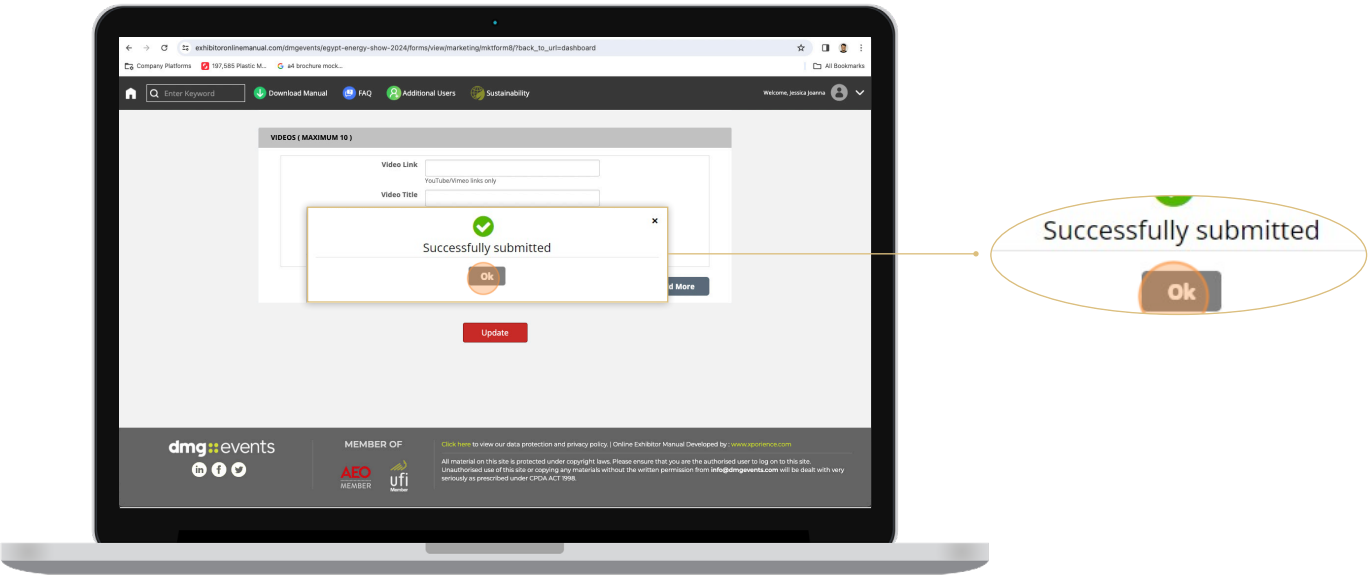 exhibitoronlinemanual.com/dmgevents/egypt-energy-show-2024/forms/view/marketing/mktform8/?back_to_url=dashboard
Company Platforms
197,585 Plastic M...
G a4 brochure mock...
All Bookmarks
Enter Keyword
Download Manual
FAQ
Additional Users
Sustainability
Welcome, Jessica Joanna
VIDEOS ( MAXIMUM 10 )
Video Link
YouTube/Vimeo links only
Video Title
×
Successfully submitted
Ok
d More
Update
Successfully submitted
Ok
dmg::events
in f
MEMBER OF
AEO
MEMBER
ufi
Member
Click here to view our data protection and privacy policy. | Online Exhibitor Manual Developed by : www.xporience.com
All material on this site is protected under copyright laws. Please ensure that you are the authorised user to log on to this site.
Unauthorised use of this site or copying any materials without the written permission from info@dmgevents.com will be dealt with very
seriously as prescribed under CPDA ACT 1998.